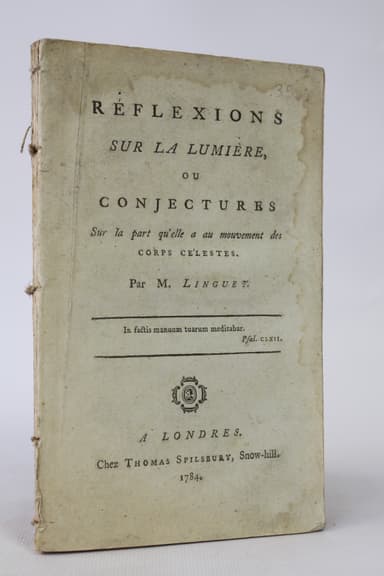 RÉFLEXIONS
SUR LA LUMIÈRE,
OU
CONJECTURES
Sur la part qu'elle a au mouvement des
CORPS CÉLESTES.
Par M. LINGUET.
In factis manuum tuarum meditabar.
Psal. CLXII.
A LONDRES.
Chez THOMAS SPILSBURY, Snow-hill.
1784.